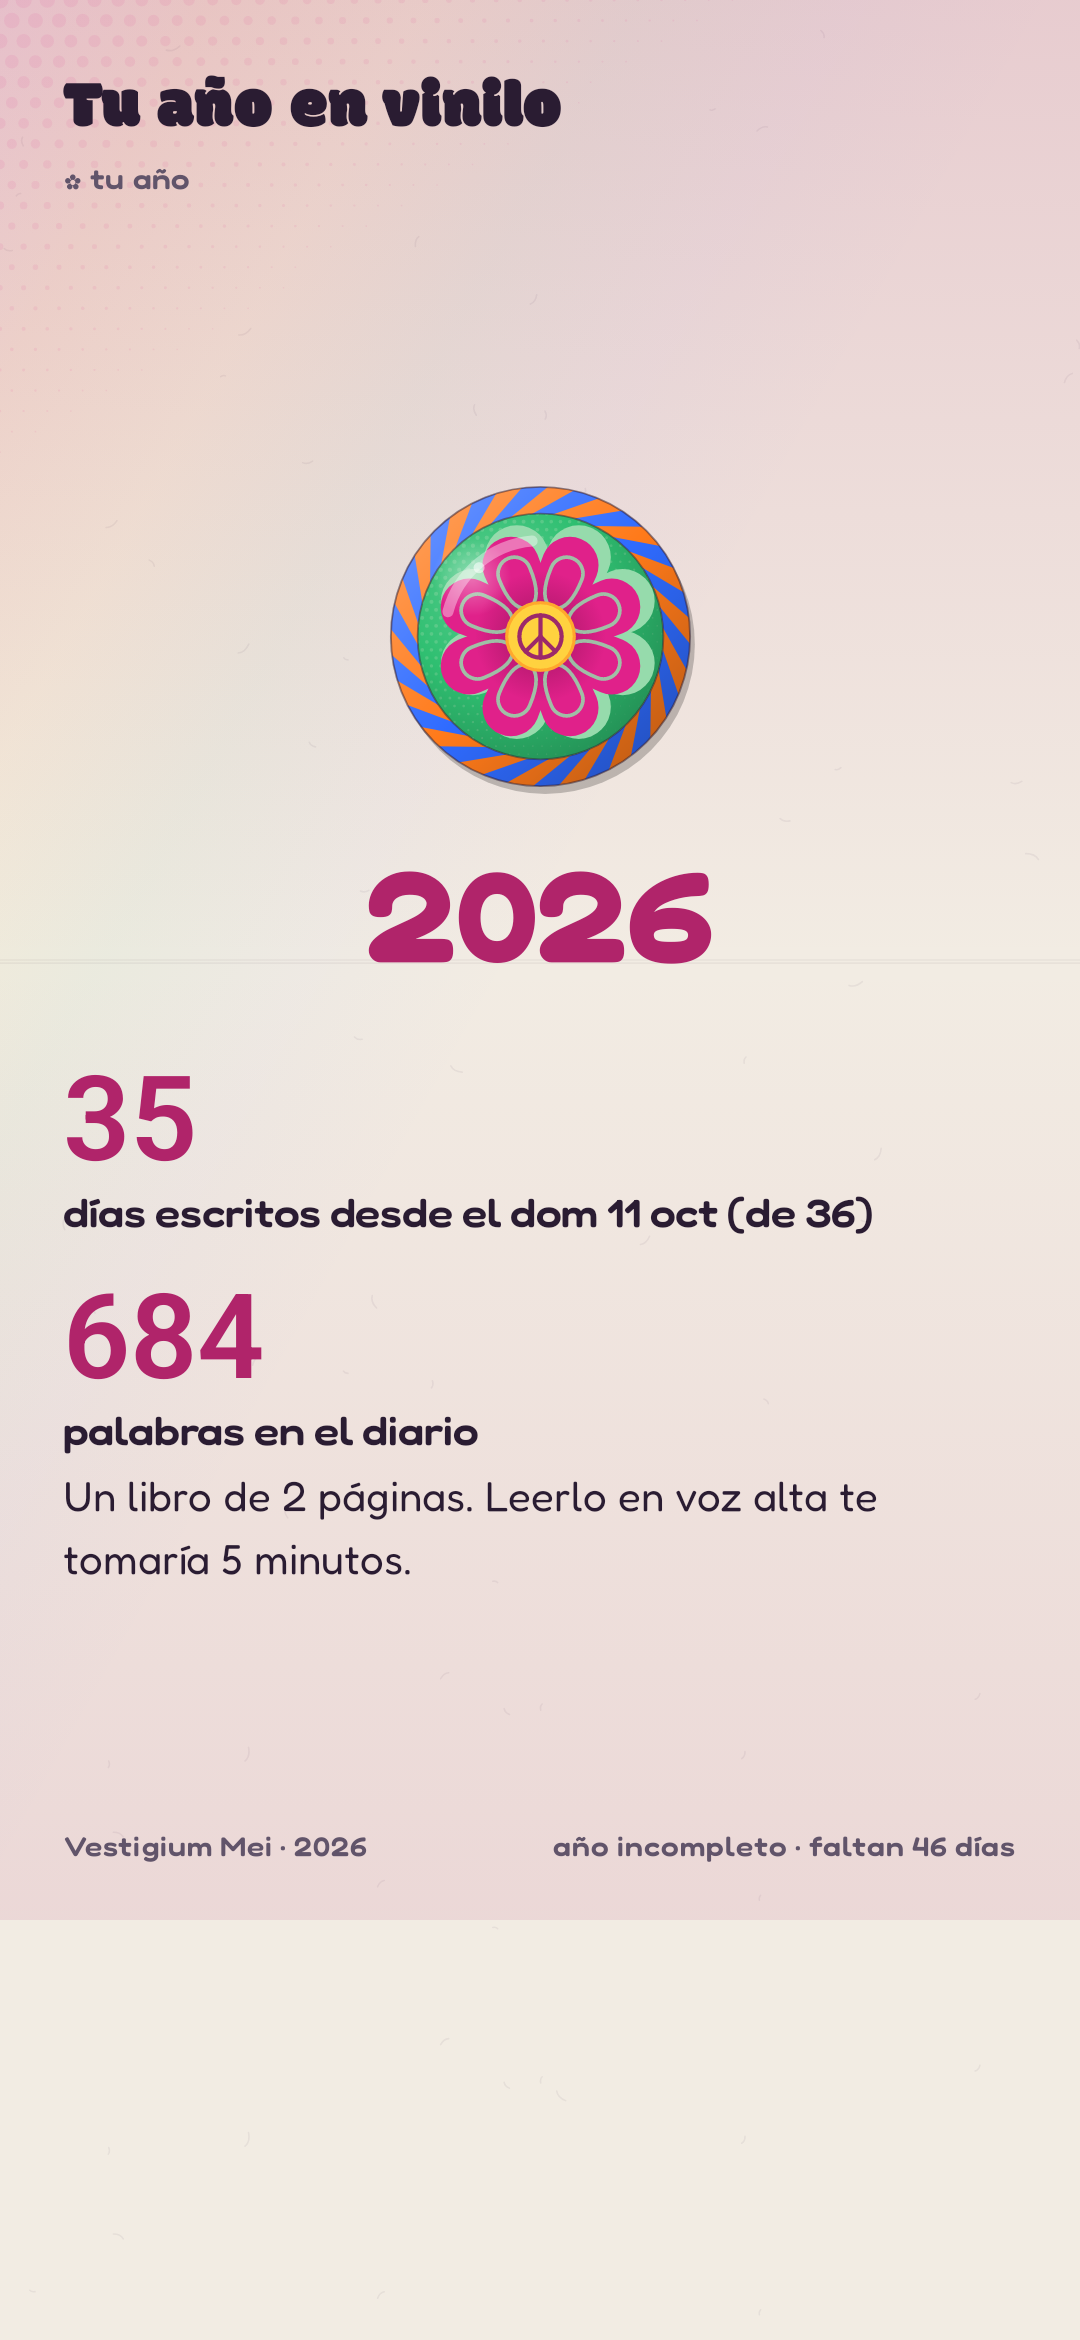 Tu año en vinilo
✿ tu año
2026
35
días escritos desde el dom 11 oct (de 36)
684
palabras en el diario
Un libro de 2 páginas. Leerlo en voz alta te
tomaría 5 minutos.
Vestigium Mei · 2026
año incompleto · faltan 46 días